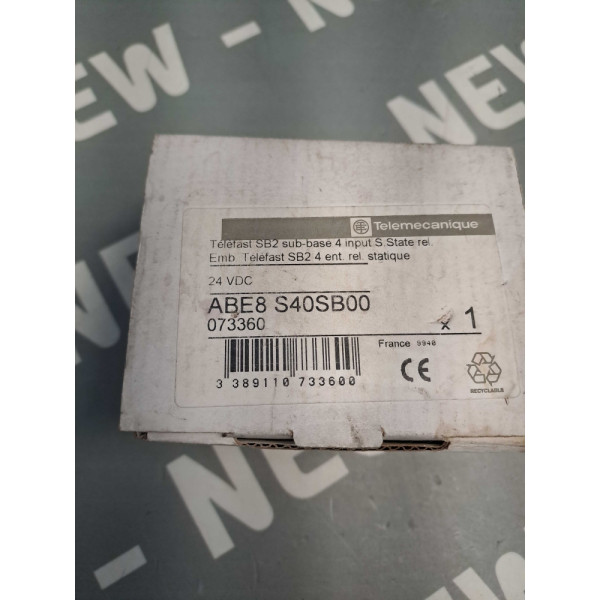 NEW - NEW
Telemecanique
Telefast SB2 sub-base 4 input S.State rel.
Emb. Telefast SB2 4 ent. rel. statique
24 VDC
ABE8 S40SB00
073360
x 1
France 9940
3 389110 733600
CE
RECYCLABLE
NEW - NEW